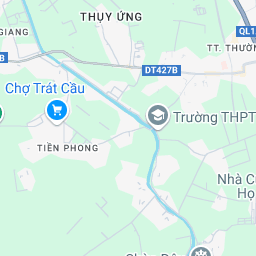 THỤY ỨNG
GIANG
QL1
TT. THƯỜN
B
DT427B
Chợ Trát Cầu
Trường THPT
TIỀN PHONG
Nhà C
Họ